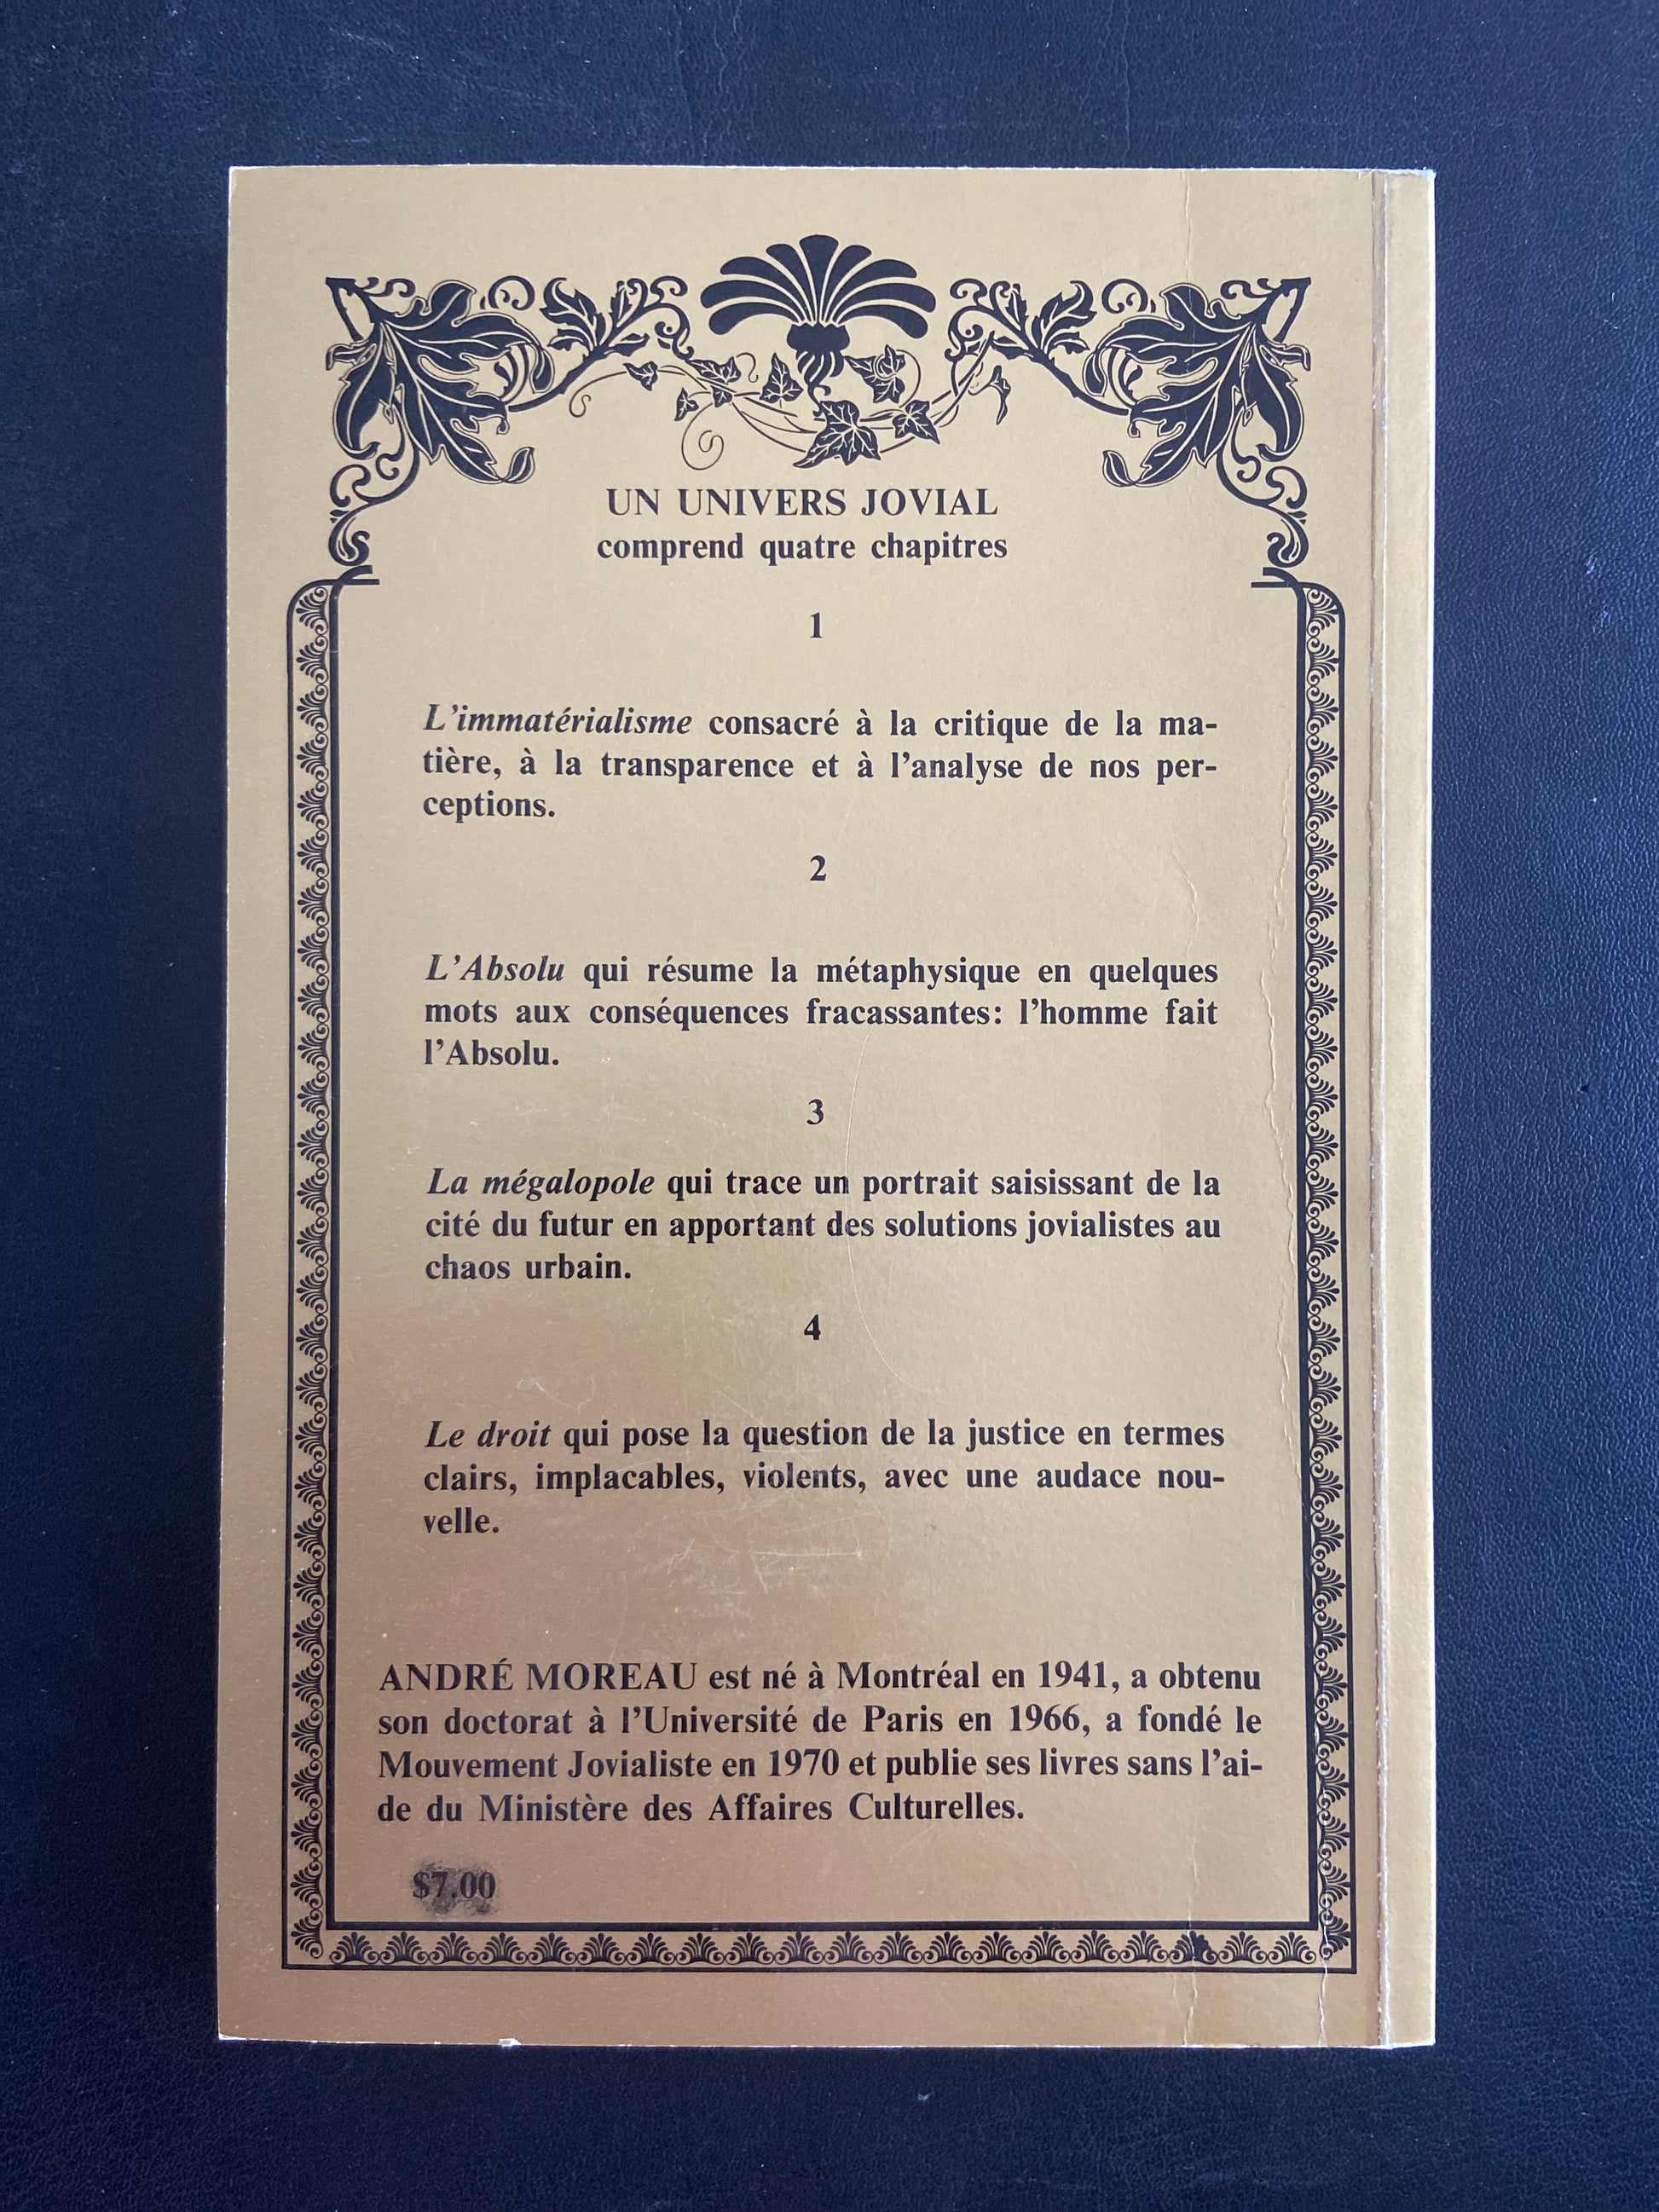 UN UNIVERS JOVIAL
comprend quatre chapitres
1
L'immatérialisme consacré à la critique de la ma-
tière, à la transparence et à l'analyse de nos per-
ceptions.
2
L'Absolu qui résume la métaphysique en quelques
mots aux conséquences fracassantes: l'homme fait
l'Absolu.
3
La mégalopole qui trace un portrait saisissant de la
cité du futur en apportant des solutions jovialistes au
chaos urbain.
4
Le droit qui pose la question de la justice en termes
clairs, implacables, violents, avec une audace nou-
velle.
ANDRÉ MOREAU est né à Montréal en 1941, a obtenu
son doctorat à l'Université de Paris en 1966, a fondé le
Mouvement Jovialiste en 1970 et publie ses livres sans l'ai-
de du Ministère des Affaires Culturelles.
$7.00